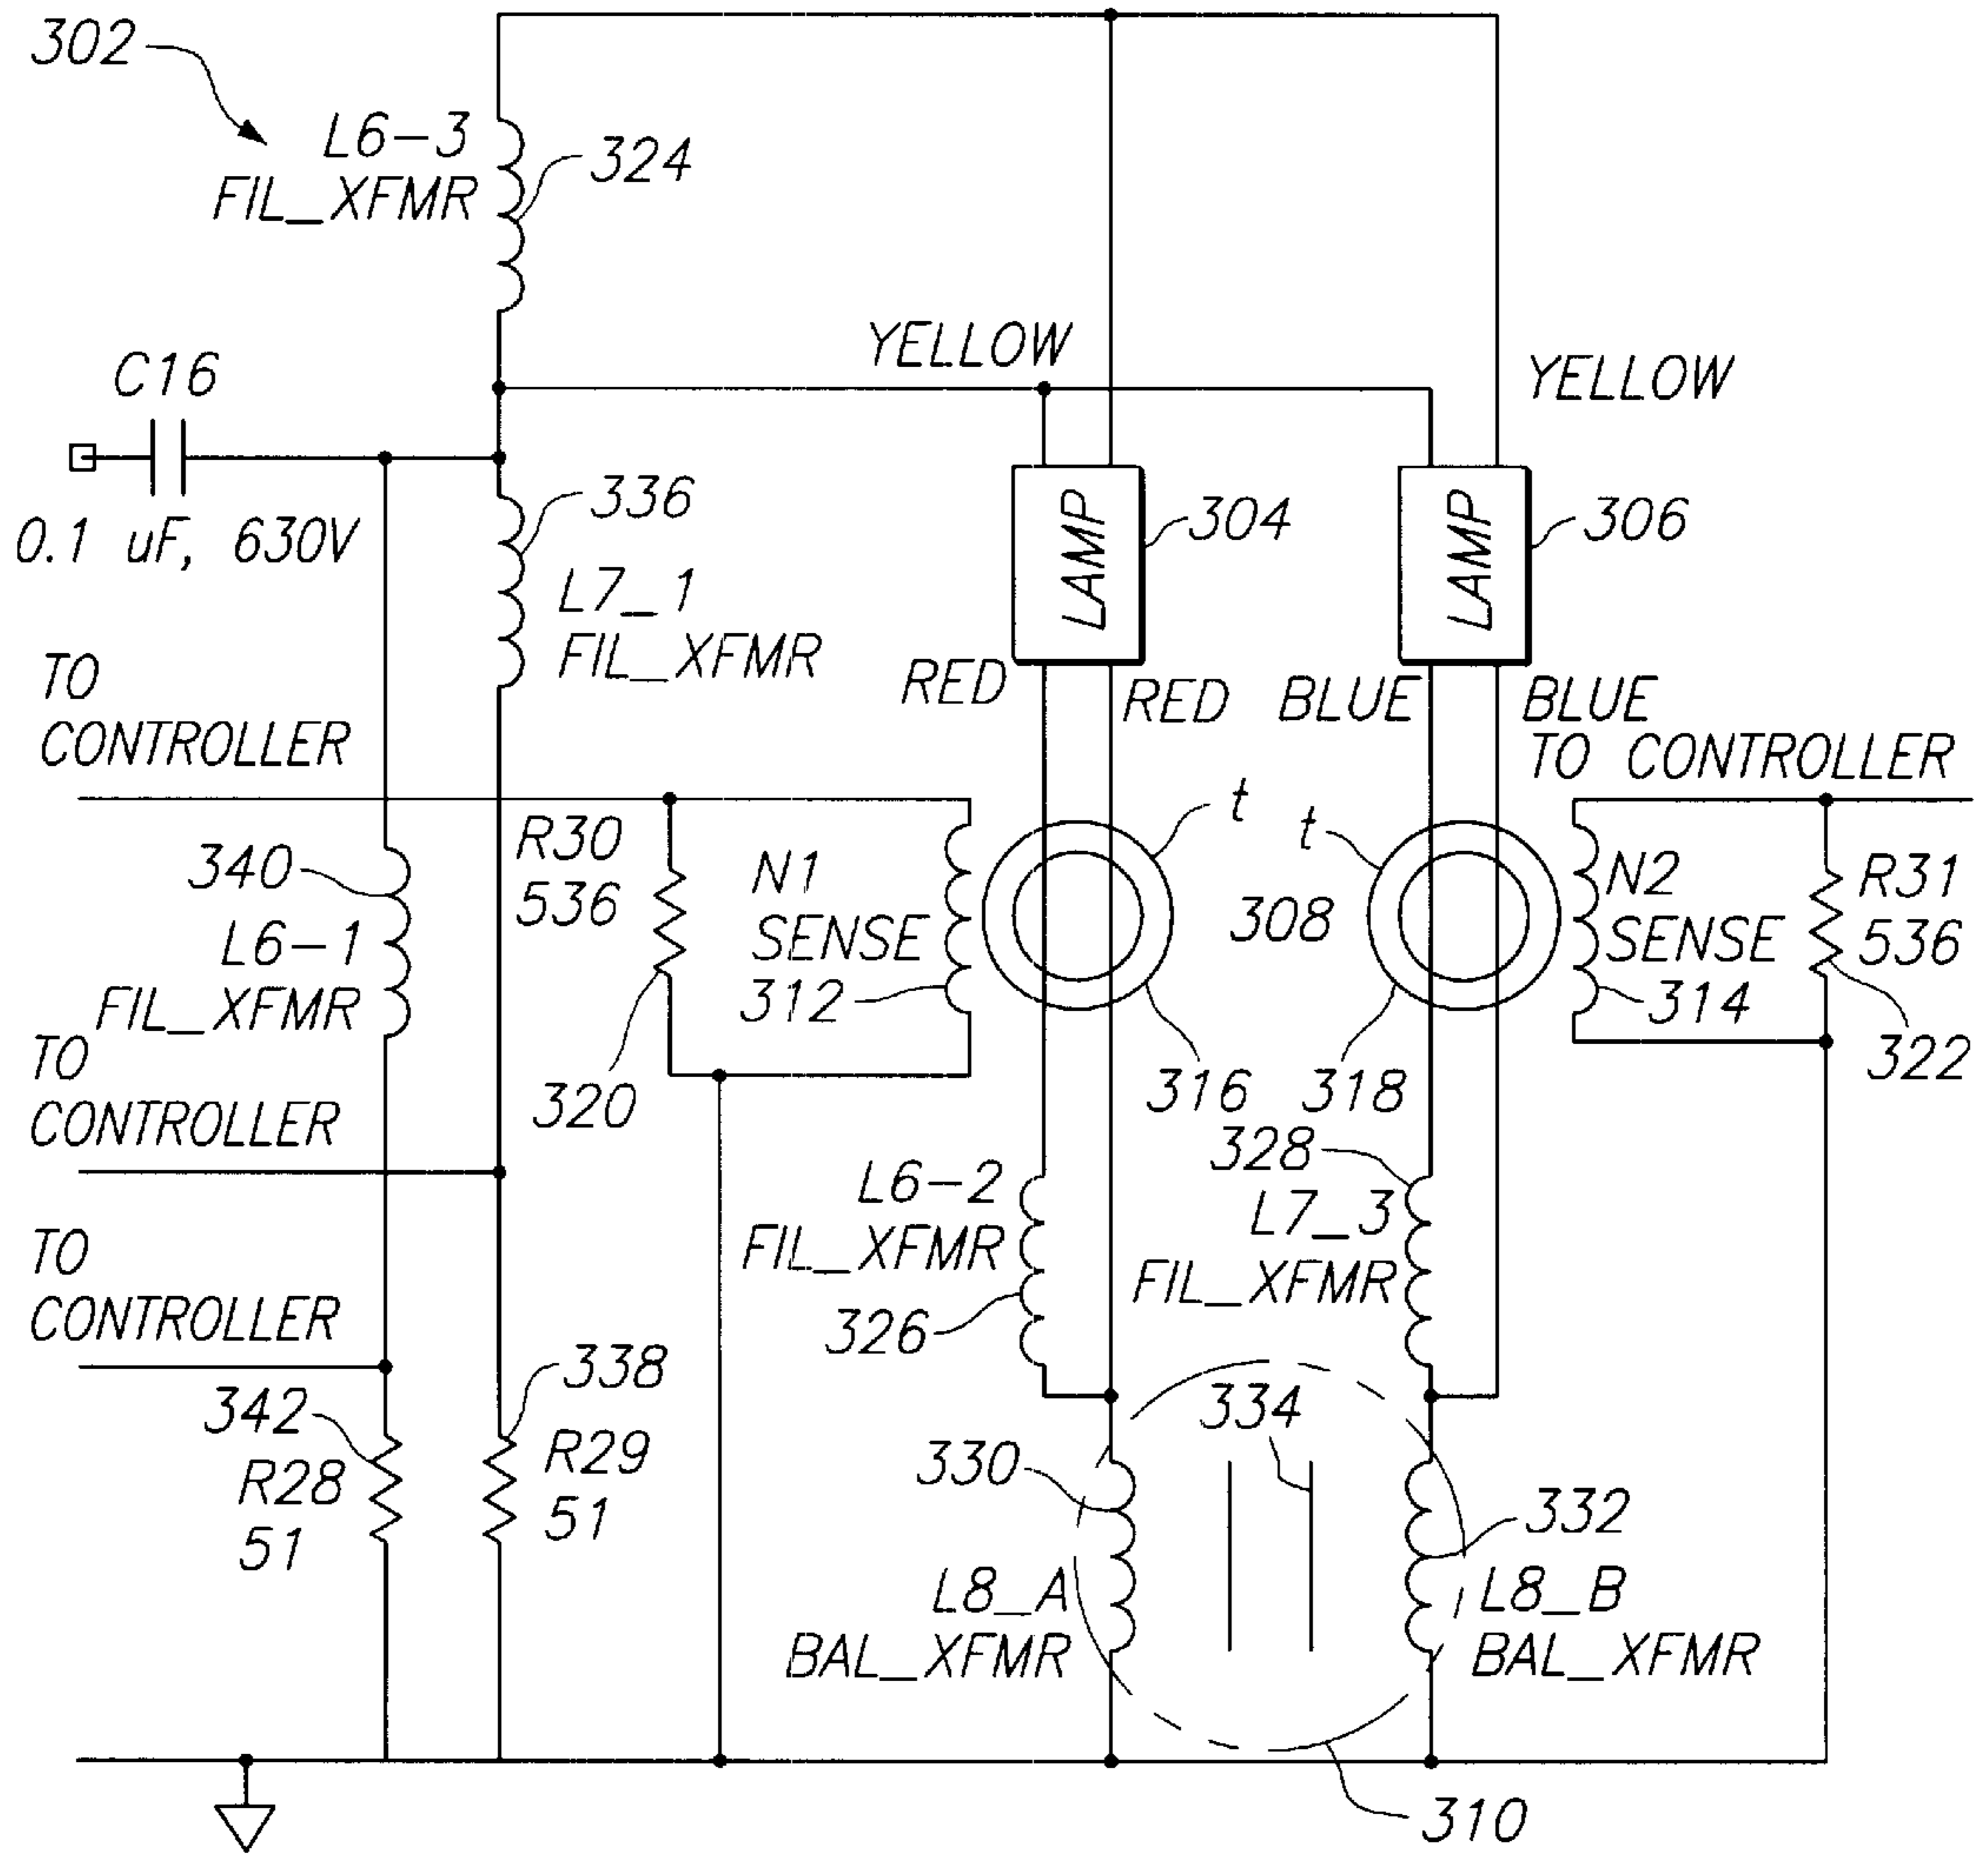 302
L6-3
FIL_XFMR
324
YELLOW
YELLOW
C16
0.1 uF, 630V
336
L7_1
FIL_XFMR
LAMP
304
LAMP
306
RED
RED
BLUE
BLUE
TO
CONTROLLER
TO CONTROLLER
340
L6-1
FIL_XFMR
R30
536
N1
SENSE
312
t
t
308
N2
SENSE
314
R31
536
320
316
318
322
TO
CONTROLLER
L6-2
FIL_XFMR
326
328
L7_3
FIL_XFMR
TO
CONTROLLER
342
R28
51
338
R29
51
334
330
L8_A
BAL_XFMR
332
L8_B
BAL_XFMR
310